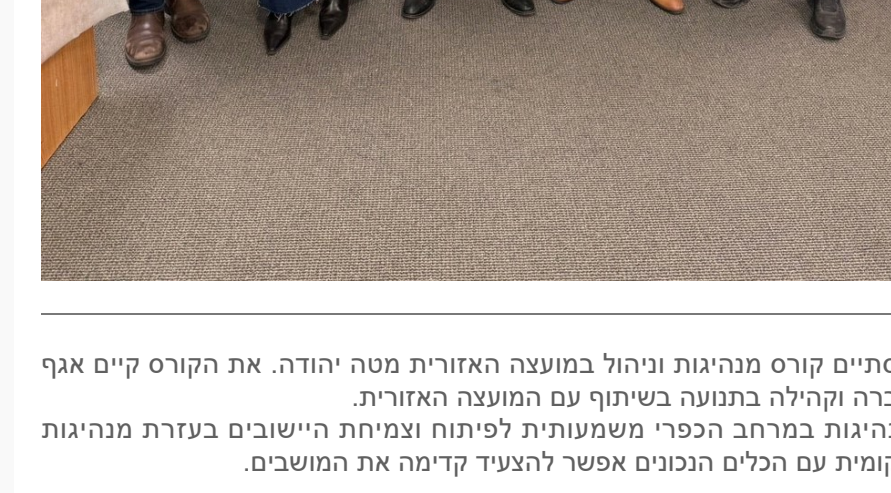 סתיים קורס מנהיגות וניהול במועצה האזורית מטה יהודה. את הקורס קיים אגף
ברה וקהילה בתנועה בשיתוף עם המועצה האזורית.
נהיגות במרחב הכפרי משמעותית לפיתוח וצמיחת היישובים בעזרת מנהיגות
קומית עם הכלים הנכונים אפשר להצעיד קדימה את המושבים.